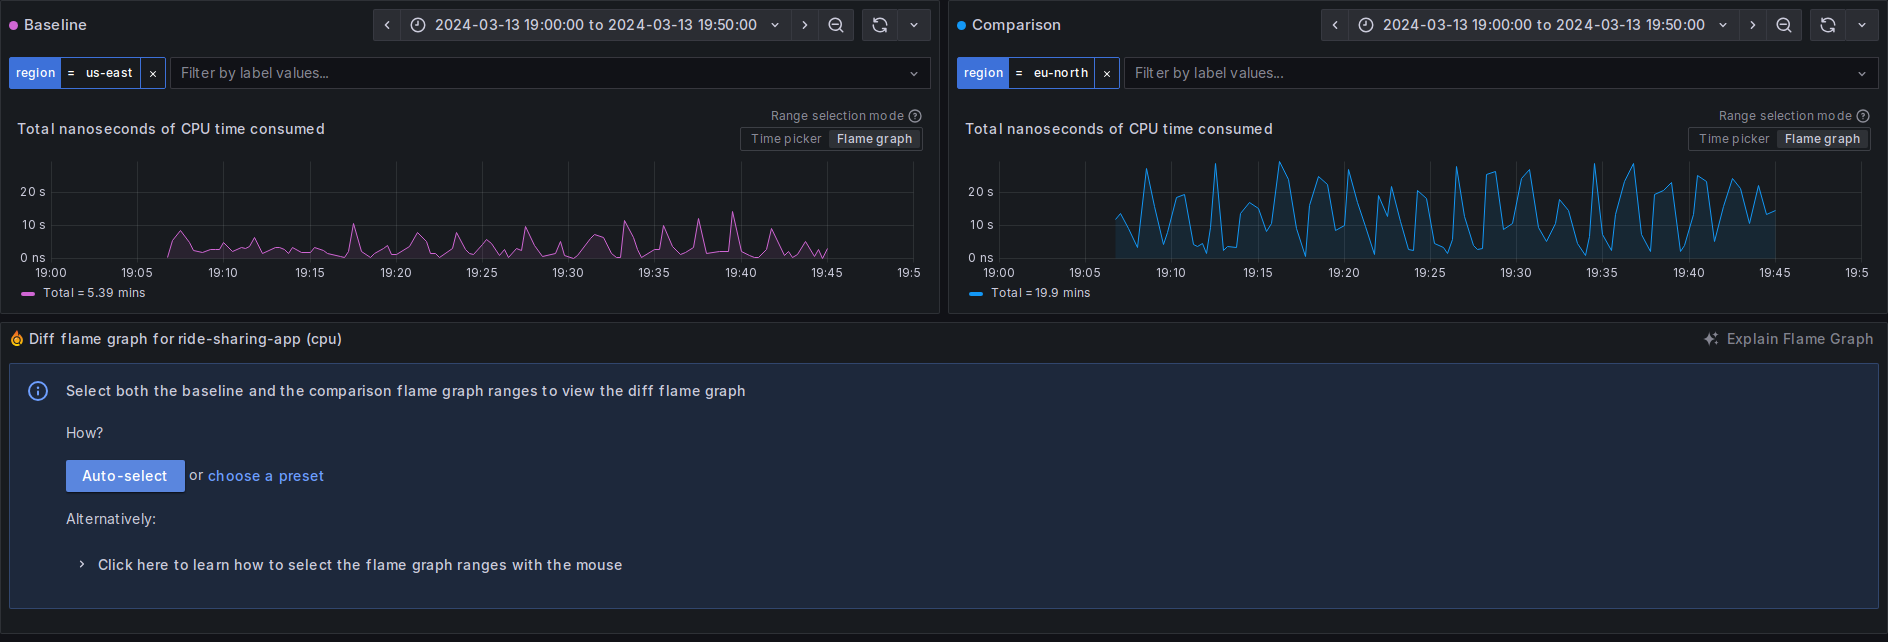 Baseline
2024-03-13 19:00:00 to 2024-03-13 19:50:00
region = us-east × Filter by label values...
Range selection mode
Total nanoseconds of CPU time consumed
Time picker Flame graph
20 s
10 s
0 ns
19:00 19:05 19:10 19:15 19:20 19:25 19:30 19:35 19:40 19:45 19:5
Total = 5.39 mins
Comparison
2024-03-13 19:00:00 to 2024-03-13 19:50:00
region = eu-north × Filter by label values...
Range selection mode
Total nanoseconds of CPU time consumed
Time picker Flame graph
20 s
10 s
0 ns
19:00 19:05 19:10 19:15 19:20 19:25 19:30 19:35 19:40 19:45 19:5
Total = 19.9 mins
Diff flame graph for ride-sharing-app (cpu)
Explain Flame Graph
Select both the baseline and the comparison flame graph ranges to view the diff flame graph
How?
Auto-select or choose a preset
Alternatively:
Click here to learn how to select the flame graph ranges with the mouse